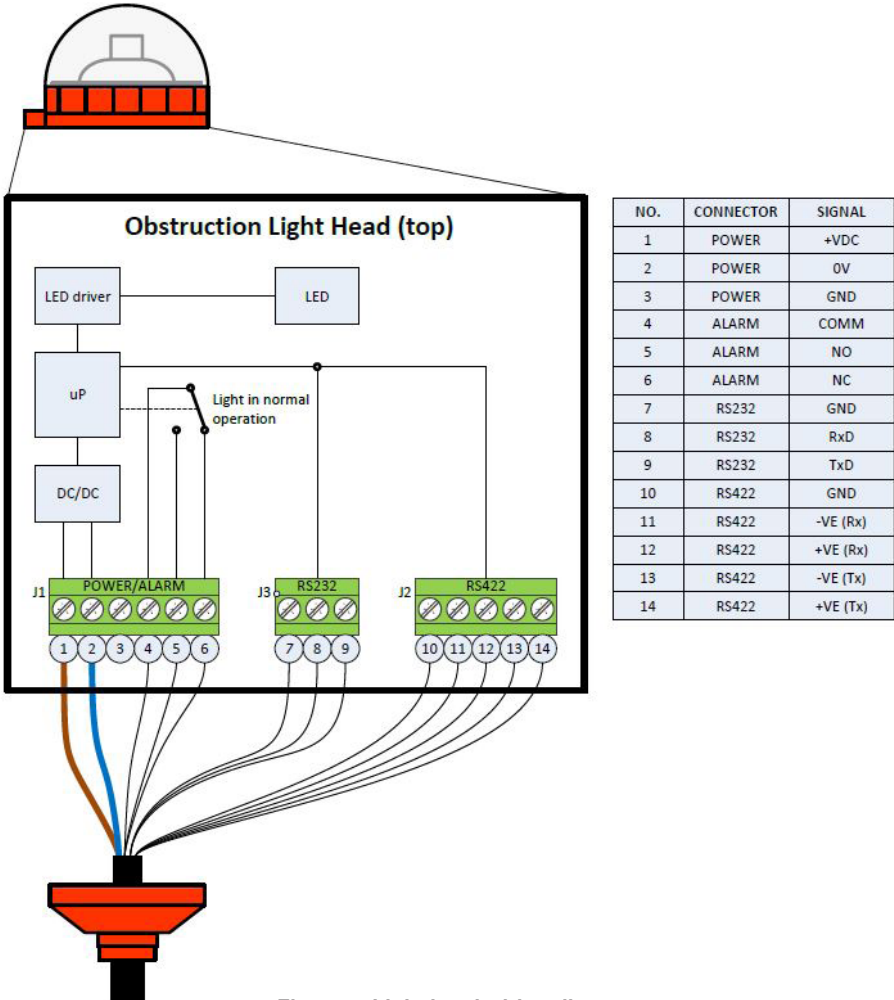 Obstruction Light Head (top)
LED driver
LED
uP
Light in normal
operation
DC/DC
J1
POWER/ALARM
J3
RS232
J2
RS422
1 2 3 4 5 6
7 8 9
10 11 12 13 14
NO. CONNECTOR SIGNAL
1 POWER +VDC
2 POWER 0V
3 POWER GND
4 ALARM COMM
5 ALARM NO
6 ALARM NC
7 RS232 GND
8 RS232 RxD
9 RS232 TxD
10 RS422 GND
11 RS422 -VE (Rx)
12 RS422 +VE (Rx)
13 RS422 -VE (Tx)
14 RS422 +VE (Tx)